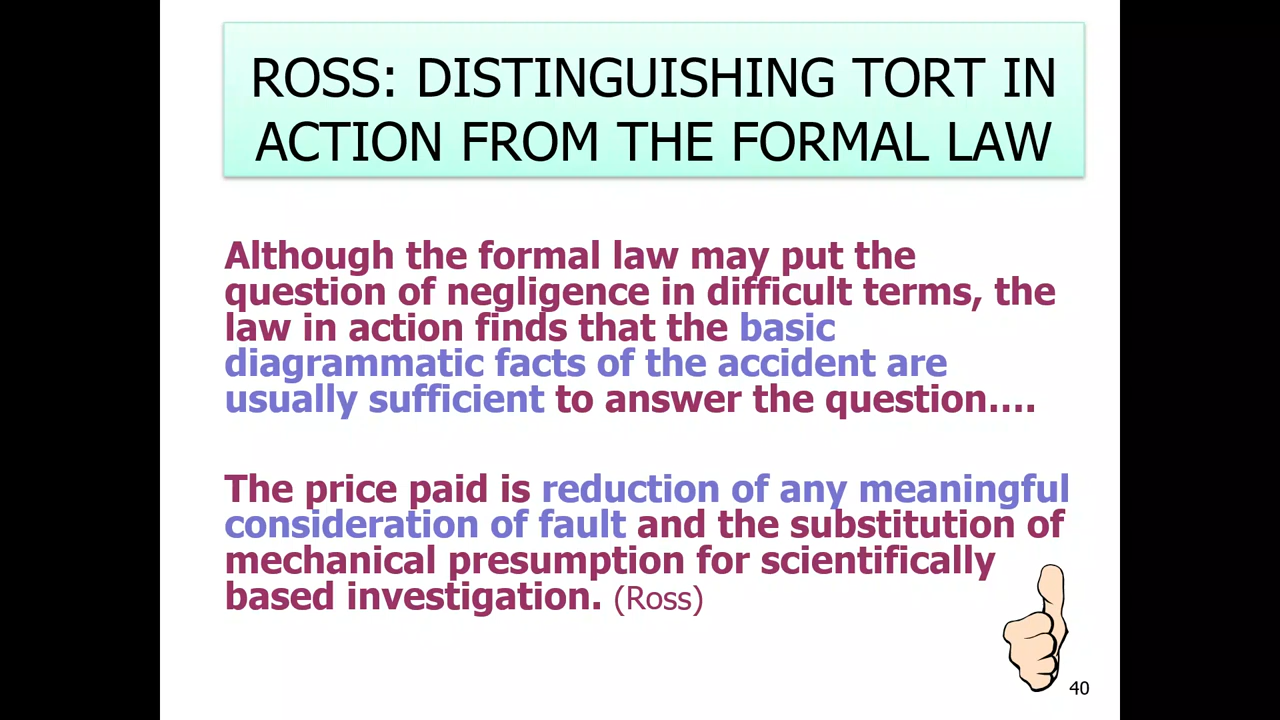 ROSS: DISTINGUISHING TORT IN
ACTION FROM THE FORMAL LAW
Although the formal law may put the
question of negligence in difficult terms, the
law in action finds that the basic
diagrammatic facts of the accident are
usually sufficient to answer the question….
The price paid is reduction of any meaningful
consideration of fault and the substitution of
mechanical presumption for scientifically
based investigation. (Ross)
40